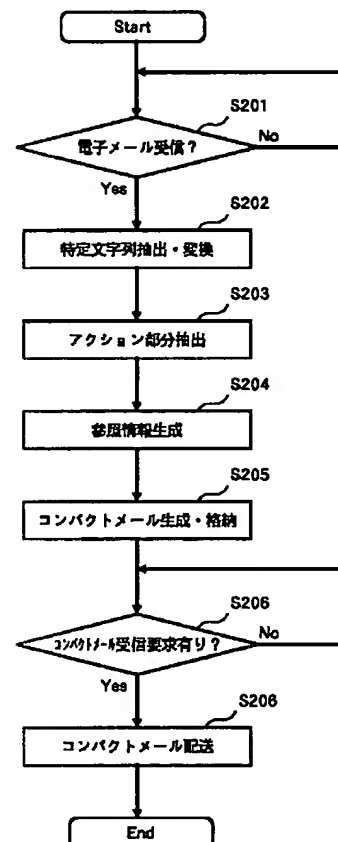 Start
S201
電子メール受信？
No
Yes
S202
特定文字列抽出・変換
S203
アクション部分抽出
S204
参照情報生成
S205
コンパクトメール生成・格納
S206
コンパクトメール受信要求有り？
No
Yes
S206
コンパクトメール配送
End